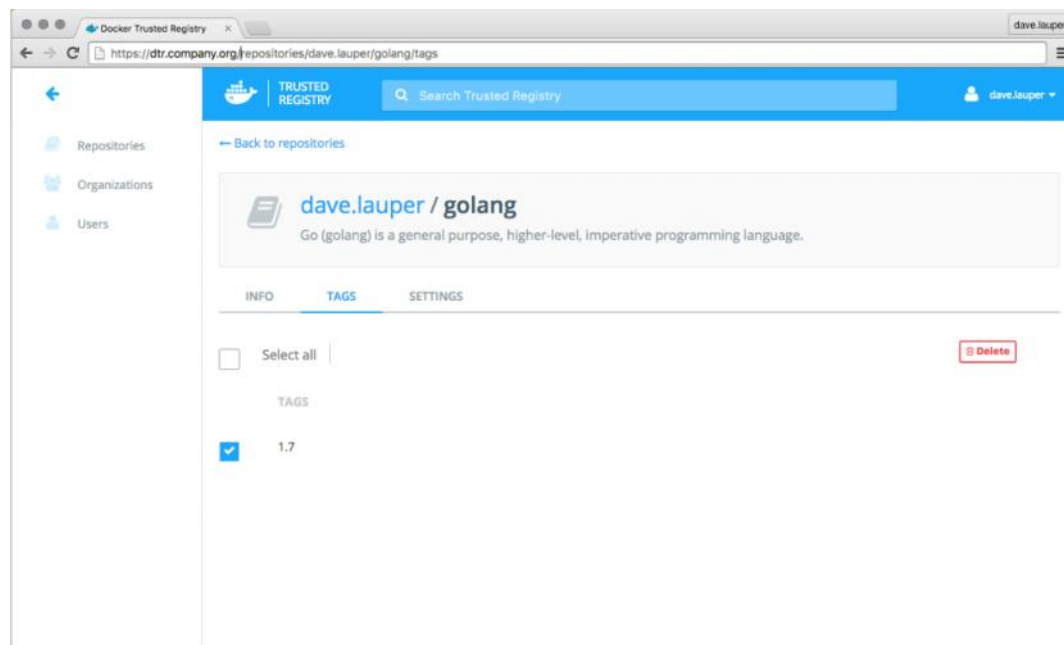 Docker Trusted Registry
dave.lauper
https://dtr.company.org/repositories/dave.lauper/golang/tags
TRUSTED
REGISTRY
Search Trusted Registry
dave.lauper
Repositories
Organizations
Users
← Back to repositories
dave.lauper / golang
Go (golang) is a general purpose, higher-level, imperative programming language.
INFO TAGS SETTINGS
Select all
Delete
TAGS
1.7